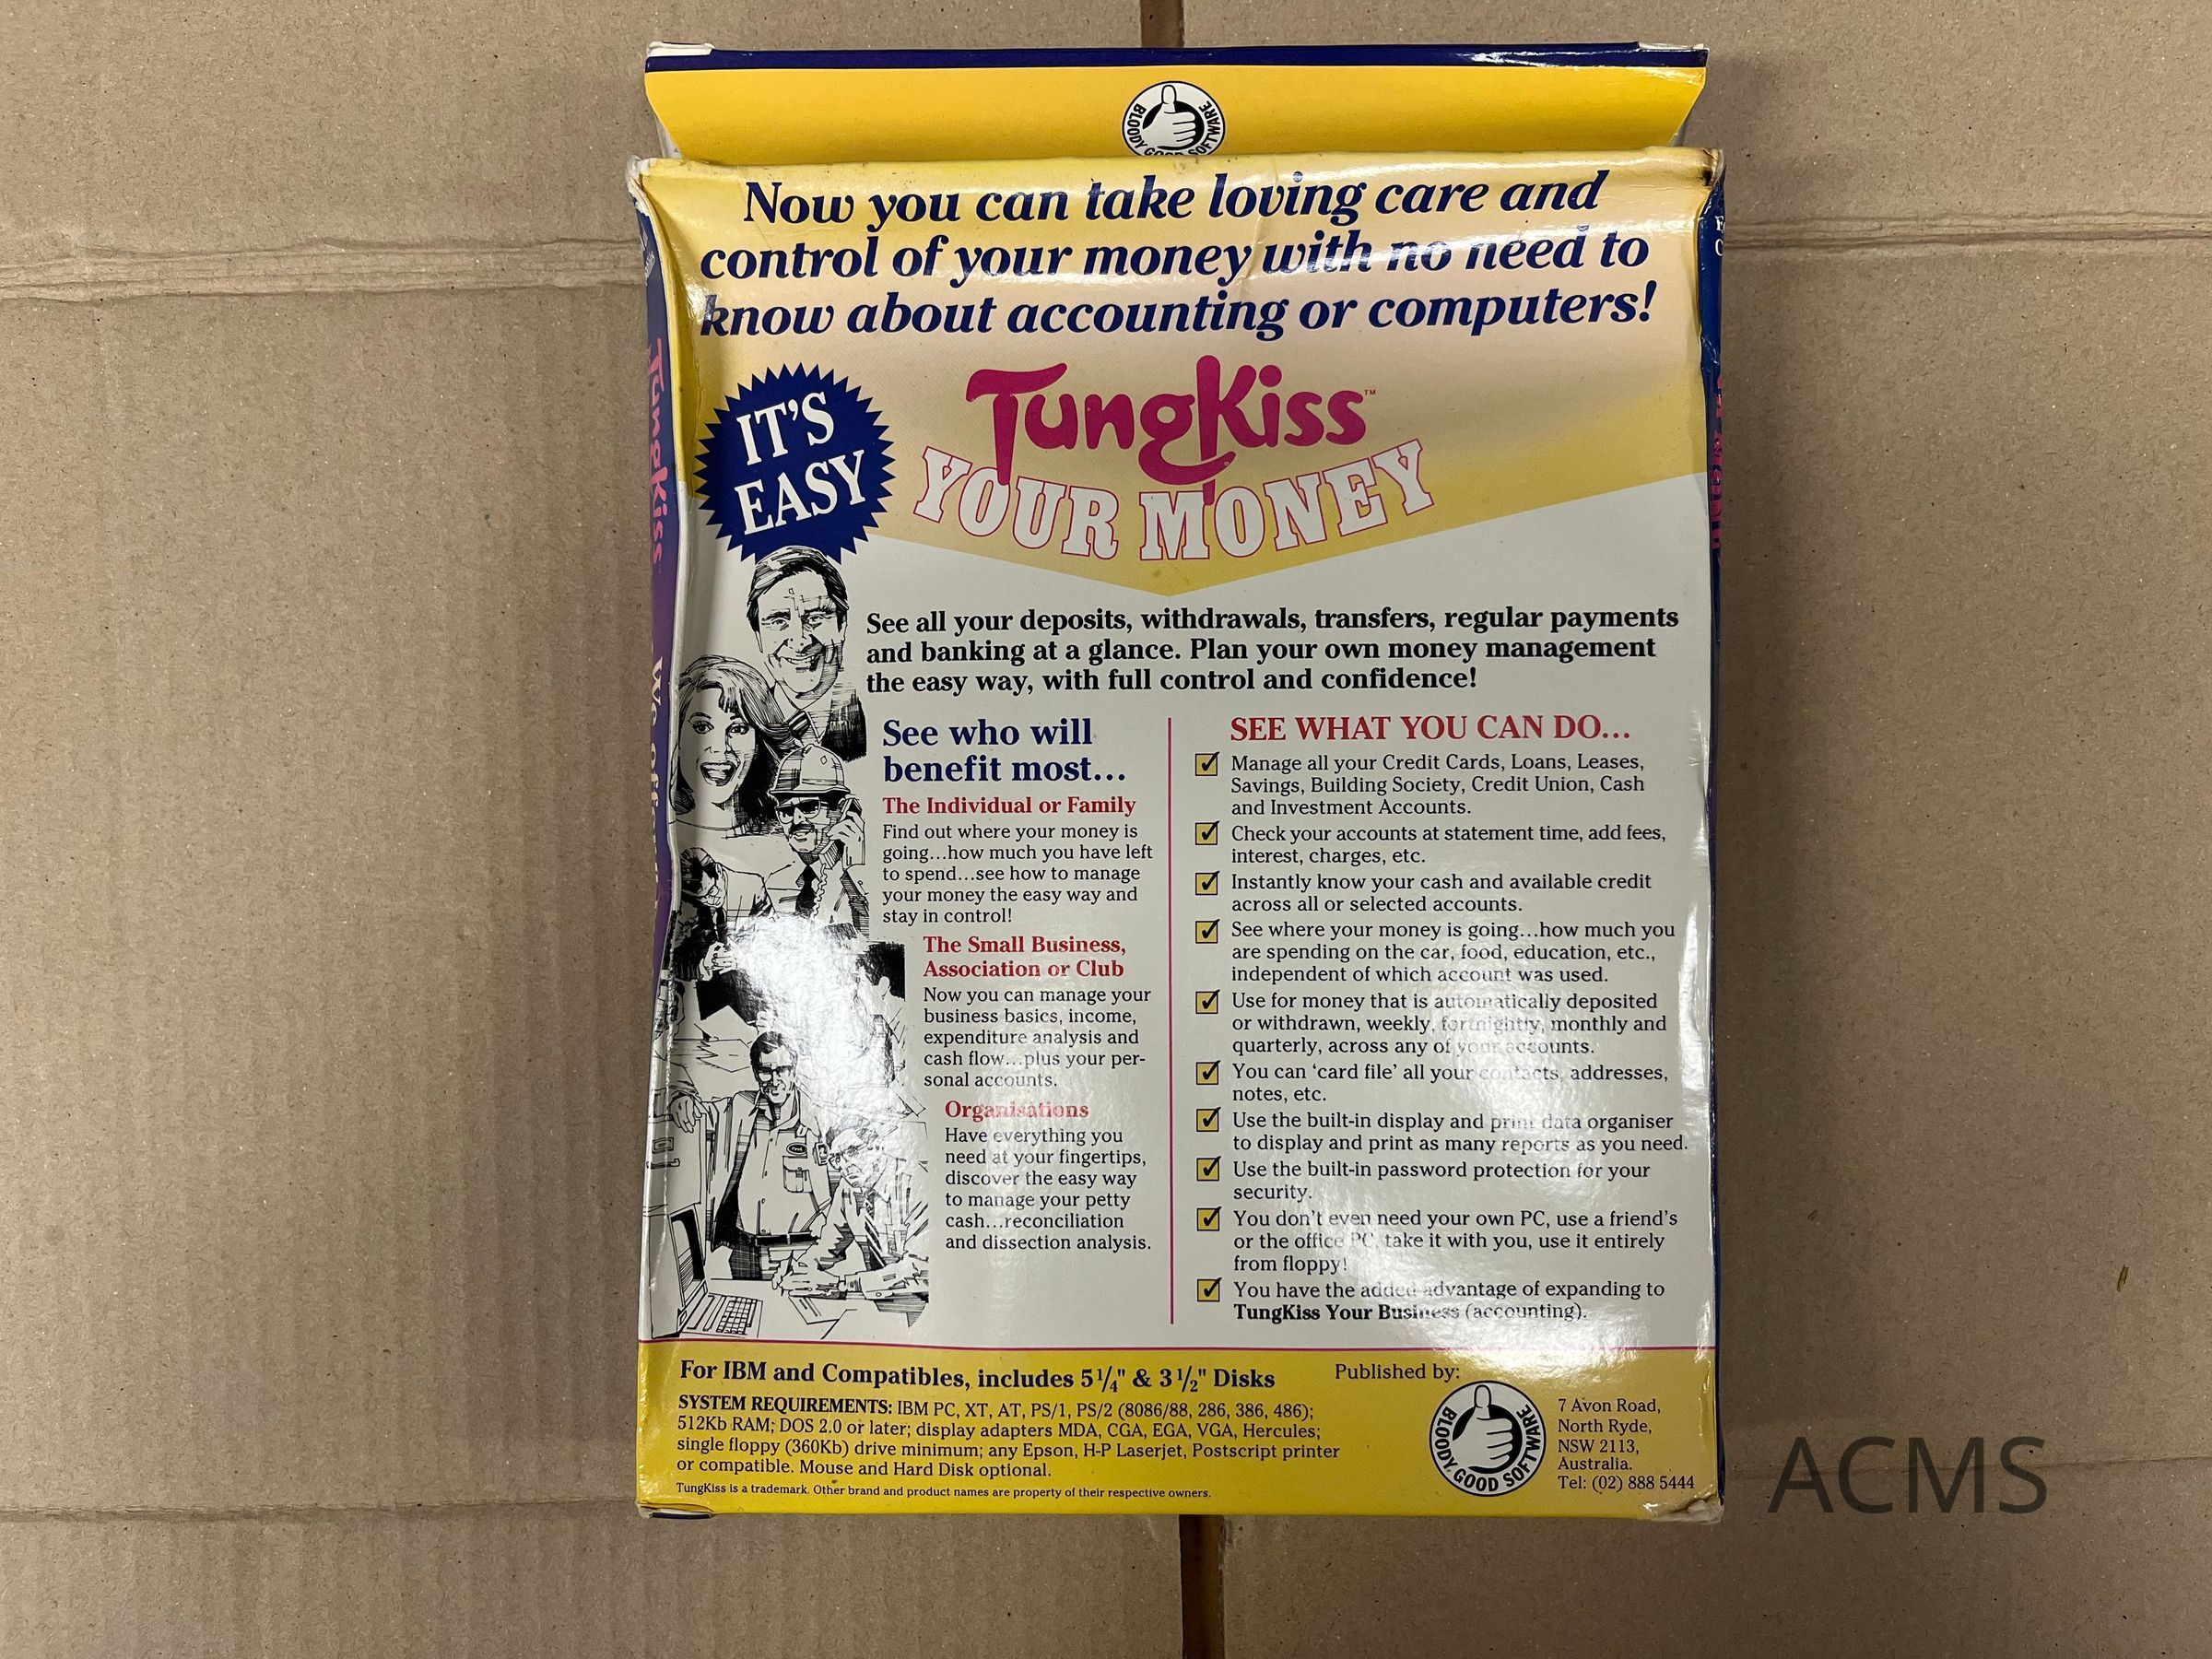 BLOODY GOOD SOFTWARE
Now you can take loving care and
control of your money with no need to
know about accounting or computers!
IT'S
EASY
TungKiss™
YOUR MONEY
See all your deposits, withdrawals, transfers, regular payments
and banking at a glance. Plan your own money management
the easy way, with full control and confidence!
See who will
benefit most...
The Individual or Family
Find out where your money is
going...how much you have left
to spend...see how to manage
your money the easy way and
stay in control!
The Small Business,
Association or Club
Now you can manage your
business basics, income,
expenditure analysis and
cash flow...plus your per-
sonal accounts.
Organisations
Have everything you
need at your fingertips,
discover the easy way
to manage your petty
cash...reconciliation
and dissection analysis.
SEE WHAT YOU CAN DO...
Manage all your Credit Cards, Loans, Leases,
Savings, Building Society, Credit Union, Cash
and Investment Accounts.
Check your accounts at statement time, add fees,
interest, charges, etc.
Instantly know your cash and available credit
across all or selected accounts.
See where your money is going...how much you
are spending on the car, food, education, etc.,
independent of which account was used.
Use for money that is automatically deposited
or withdrawn, weekly, fortnightly, monthly and
quarterly, across any of your accounts.
You can 'card file' all your contacts, addresses,
notes, etc.
Use the built-in display and print data organiser
to display and print as many reports as you need.
Use the built-in password protection for your
security.
You don't even need your own PC, use a friend's
or the office PC, take it with you, use it entirely
from floppy!
You have the added advantage of expanding to
TungKiss Your Business (accounting).
For IBM and Compatibles, includes 5¼" & 3½" Disks
SYSTEM REQUIREMENTS: IBM PC, XT, AT, PS/1, PS/2 (8086/88, 286, 386, 486);
512Kb RAM; DOS 2.0 or later; display adapters MDA, CGA, EGA, VGA, Hercules;
single floppy (360Kb) drive minimum; any Epson, H-P Laserjet, Postscript printer
or compatible. Mouse and Hard Disk optional.
TungKiss is a trademark. Other brand and product names are property of their respective owners.
Published by:
BLOODY GOOD SOFTWARE
7 Avon Road,
North Ryde,
NSW 2113,
Australia.
Tel: (02) 888 5444
TungKiss
ACMS